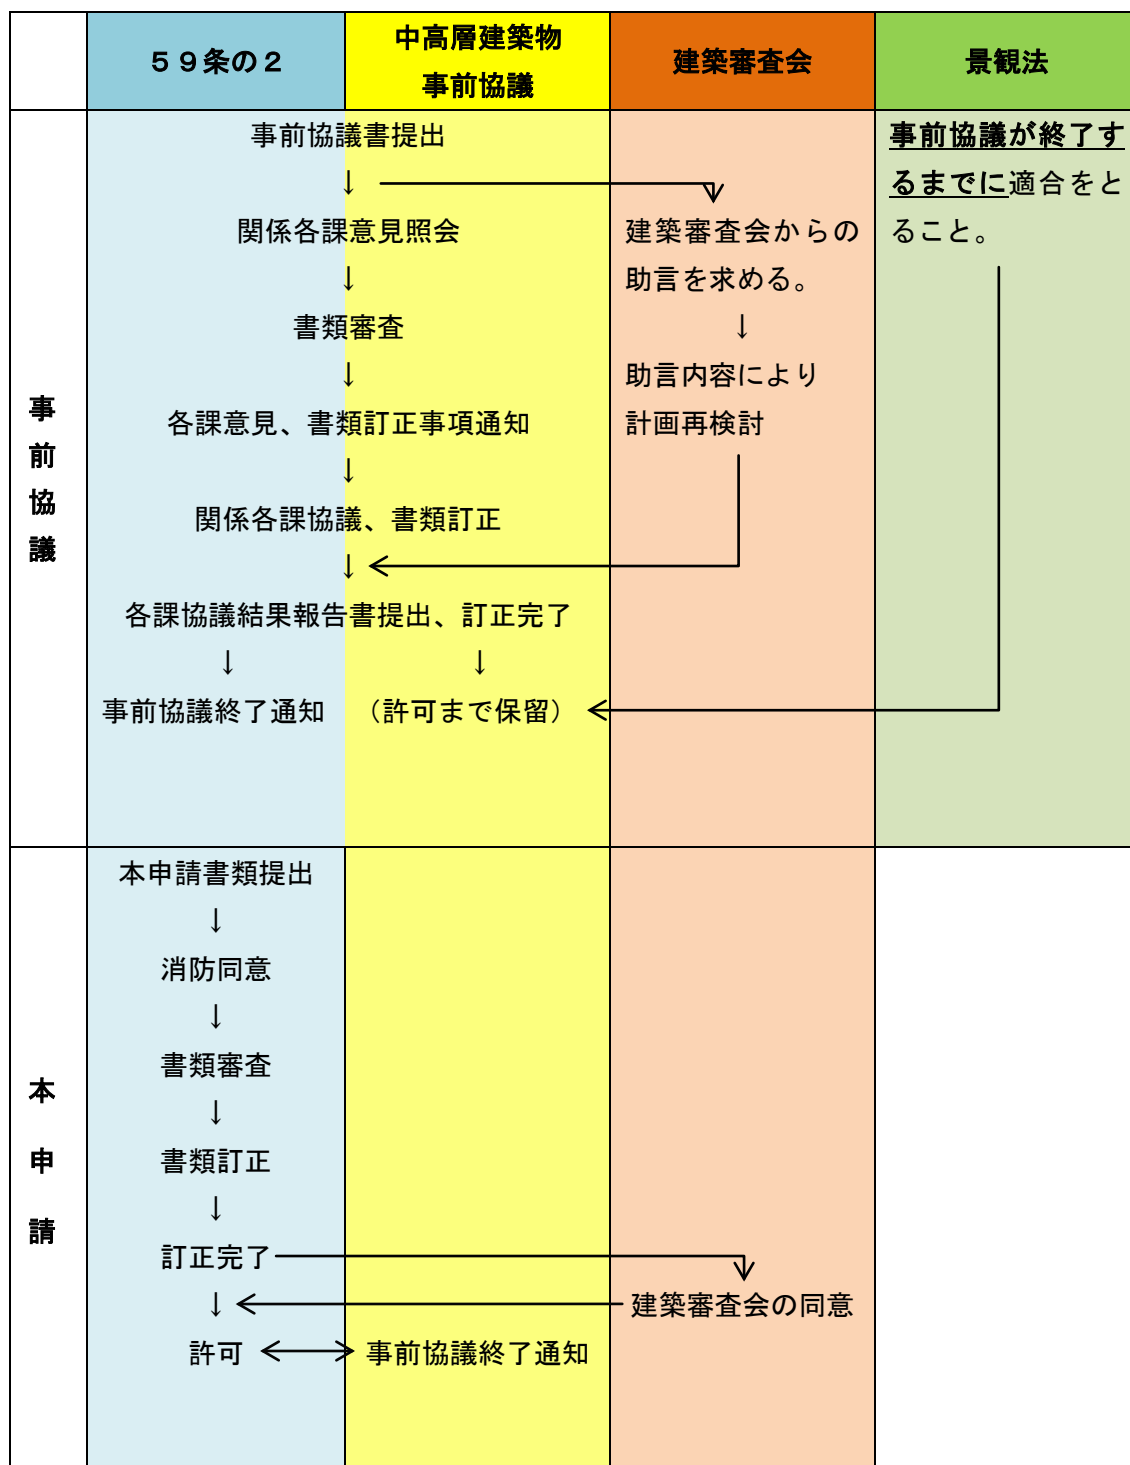 ５９条の２
中高層建築物
事前協議
建築審査会
景観法
事前協議
事前協議書提出
↓
関係各課意見照会
↓
書類審査
↓
各課意見、書類訂正事項通知
↓
関係各課協議、書類訂正
↓
各課協議結果報告書提出、訂正完了
↓
↓
事前協議終了通知
（許可まで保留）
建築審査会からの
助言を求める。
↓
助言内容により
計画再検討
事前協議が終了す
るまでに適合をと
ること。
本申請
本申請書類提出
↓
消防同意
↓
書類審査
↓
書類訂正
↓
訂正完了
↓
建築審査会の同意
許可
事前協議終了通知